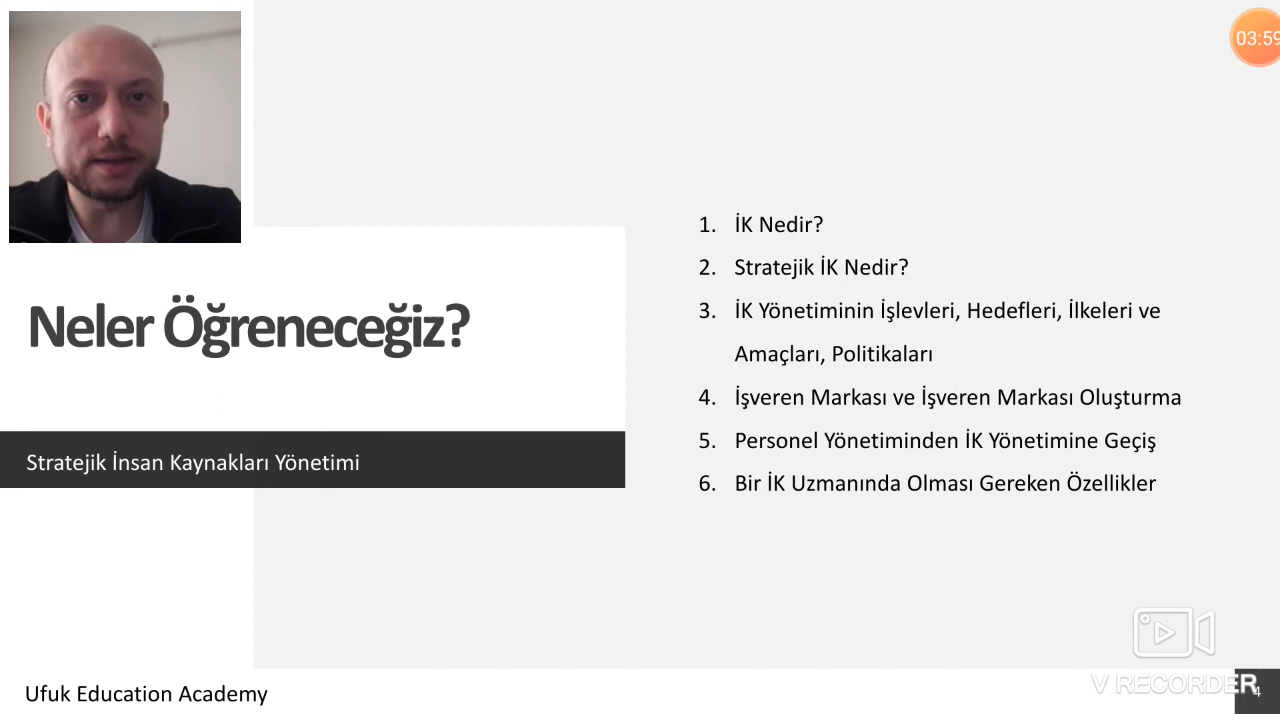 03:59
Neler Öğreneceğiz?
Stratejik İnsan Kaynakları Yönetimi
1. İK Nedir?
2. Stratejik İK Nedir?
3. İK Yönetiminin İşlevleri, Hedefleri, İlkeleri ve
Amaçları, Politikaları
4. İşveren Markası ve İşveren Markası Oluşturma
5. Personel Yönetiminden İK Yönetimine Geçiş
6. Bir İK Uzmanında Olması Gereken Özellikler
Ufuk Education Academy
V RECORDER
4